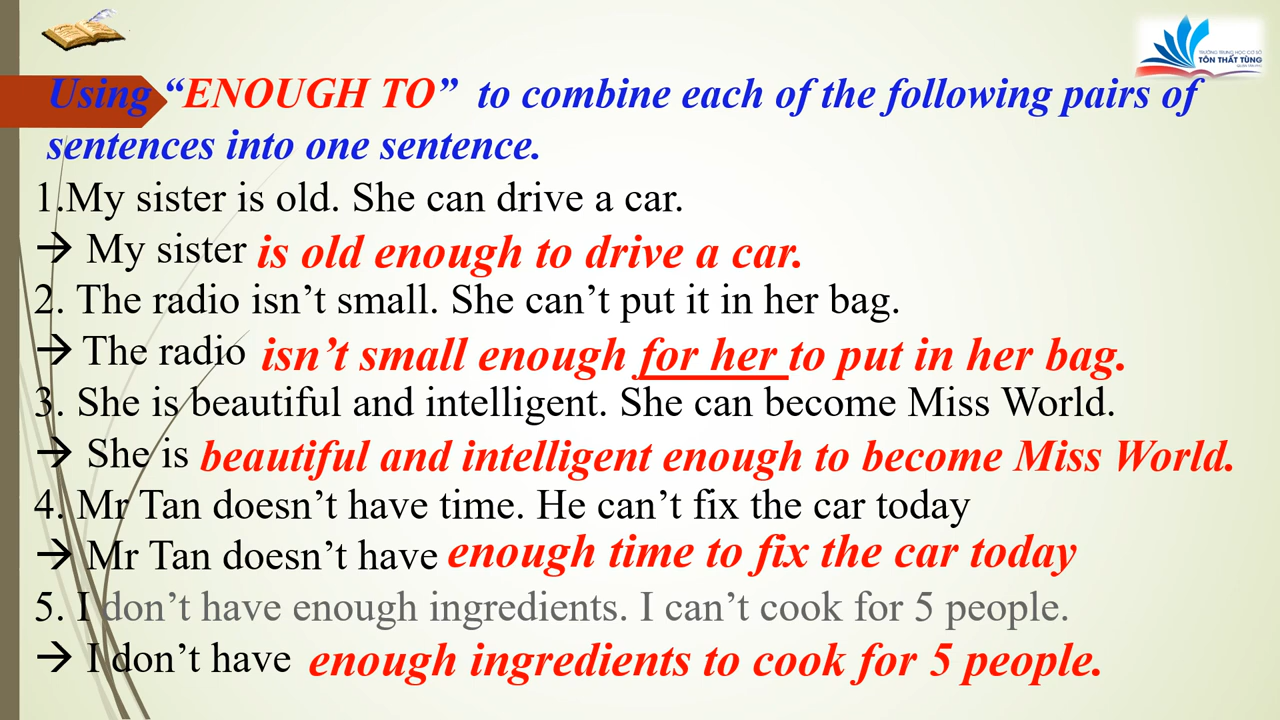 TRƯỜNG TRUNG HỌC CƠ SỞ
TÔN THẤT TÙNG
Using “ENOUGH TO” to combine each of the following pairs of
sentences into one sentence.
1.My sister is old. She can drive a car.
→ My sister is old enough to drive a car.
2. The radio isn’t small. She can’t put it in her bag.
→ The radio isn’t small enough for her to put in her bag.
3. She is beautiful and intelligent. She can become Miss World.
→ She is beautiful and intelligent enough to become Miss World.
4. Mr Tan doesn’t have time. He can’t fix the car today
→ Mr Tan doesn’t have enough time to fix the car today
5. I don’t have enough ingredients. I can’t cook for 5 people.
→ I don’t have enough ingredients to cook for 5 people.